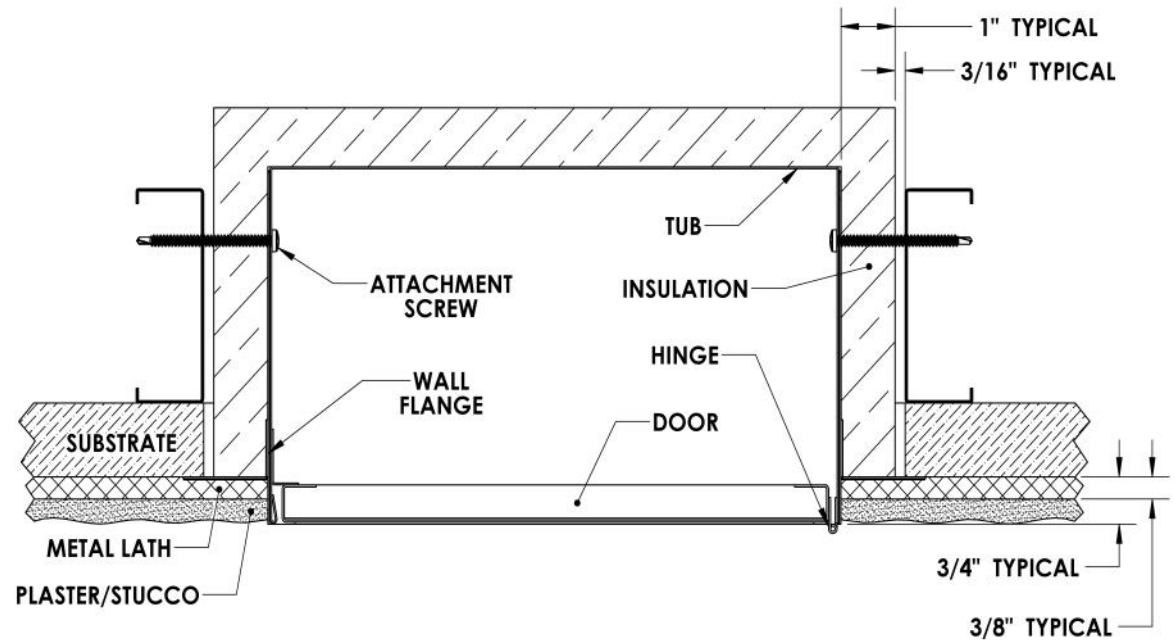 1" TYPICAL
3/16" TYPICAL
TUB
ATTACHMENT
SCREW
INSULATION
HINGE
WALL
FLANGE
DOOR
SUBSTRATE
METAL LATH
3/4" TYPICAL
PLASTER/STUCCO
3/8" TYPICAL